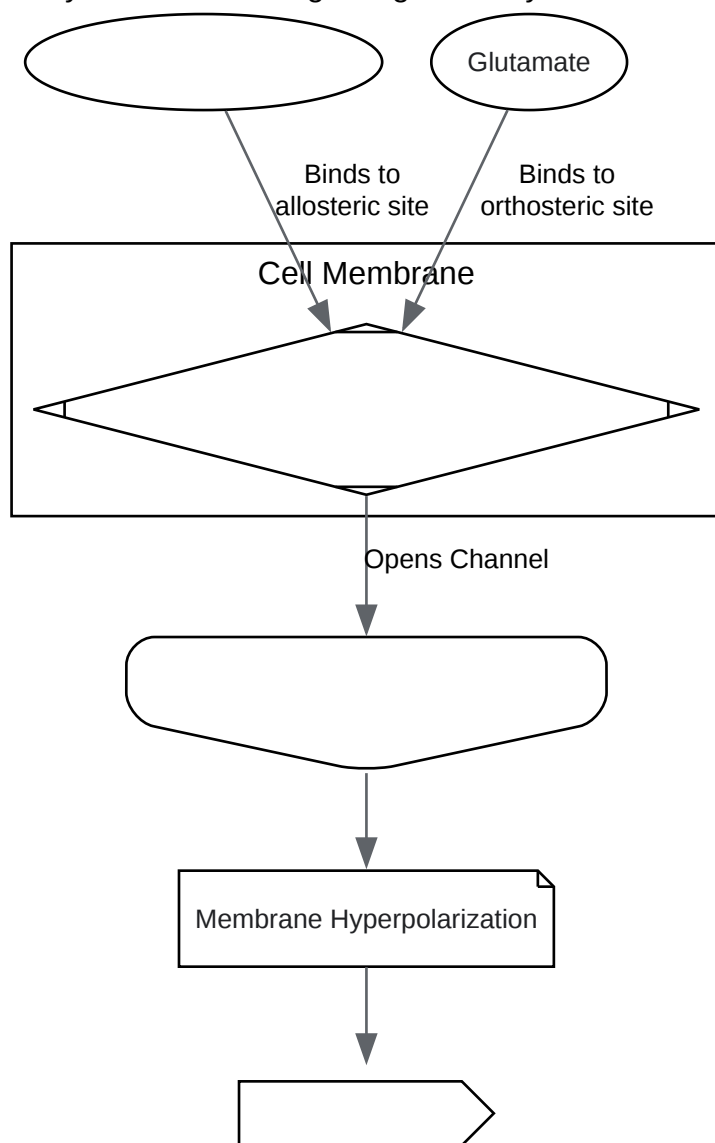 Glutamate
Binds to
allosteric site
Binds to
orthosteric site
Cell Membrane
Opens Channel
Membrane Hyperpolarization